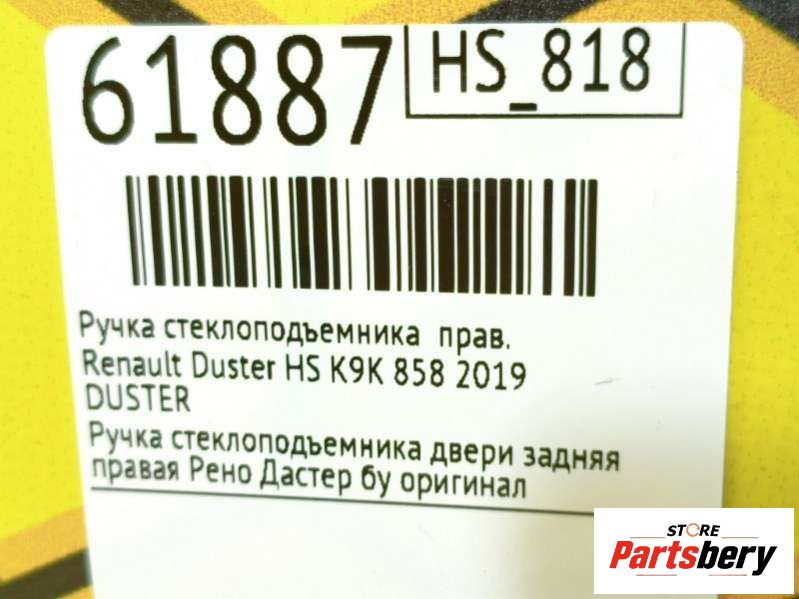 61887
HS_818
Ручка стеклоподъемника прав.
Renault Duster HS K9K 858 2019
DUSTER
Ручка стеклоподъемника двери задняя
правая Рено Дастер бу оригинал
STORE
Partsbery